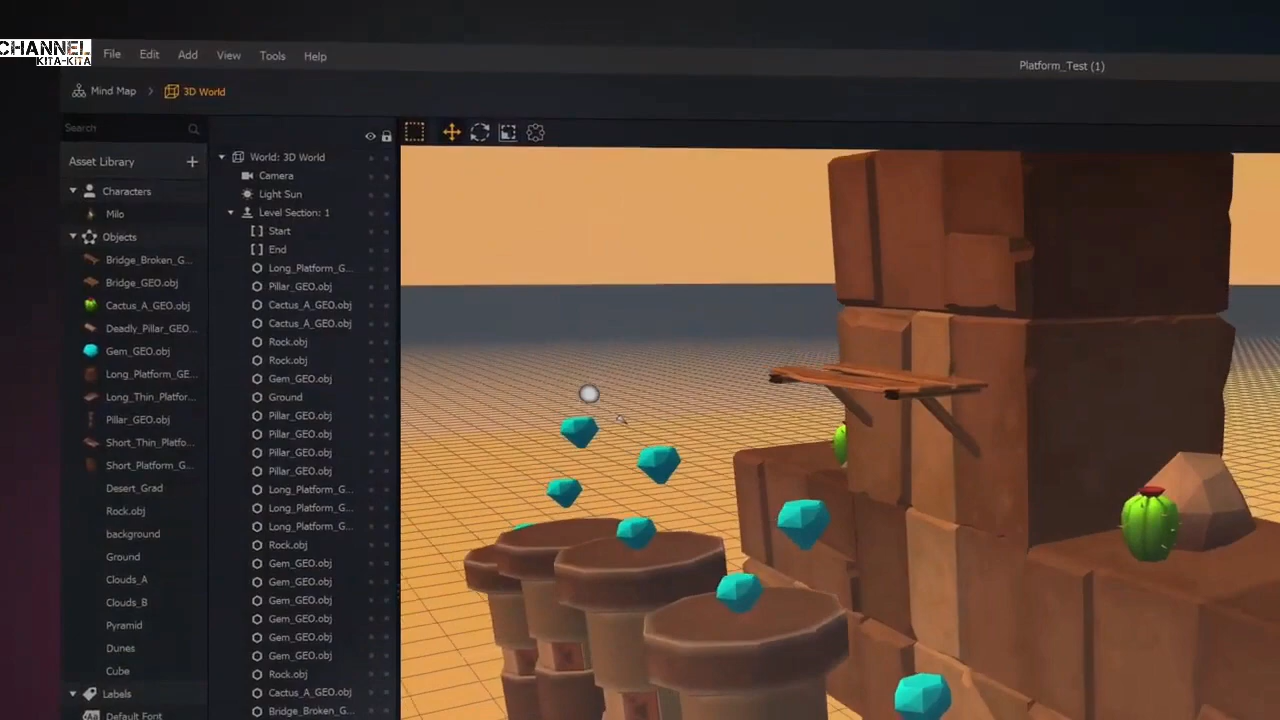 CHANNEL
KITA-KITA
File Edit Add View Tools Help
Platform_Test (1)
Mind Map > 3D World
Search
Asset Library +
Characters
Milo
Objects
Bridge_Broken_G...
Bridge_GEO.obj
Cactus_A_GEO.obj
Deadly_Pillar_GEO...
Gem_GEO.obj
Long_Platform_GE...
Long_Thin_Platfor...
Pillar_GEO.obj
Short_Thin_Platfo...
Short_Platform_G...
Desert_Grad
Rock.obj
background
Ground
Clouds_A
Clouds_B
Pyramid
Dunes
Cube
Labels
Aa Default Font
World: 3D World
Camera
Light Sun
Level Section: 1
Start
End
Long_Platform_G...
Pillar_GEO.obj
Cactus_A_GEO.obj
Cactus_A_GEO.obj
Rock.obj
Rock.obj
Gem_GEO.obj
Ground
Pillar_GEO.obj
Pillar_GEO.obj
Pillar_GEO.obj
Pillar_GEO.obj
Long_Platform_G...
Long_Platform_G...
Long_Platform_G...
Rock.obj
Gem_GEO.obj
Gem_GEO.obj
Gem_GEO.obj
Gem_GEO.obj
Gem_GEO.obj
Gem_GEO.obj
Rock.obj
Cactus_A_GEO.obj
Bridge_Broken_G...